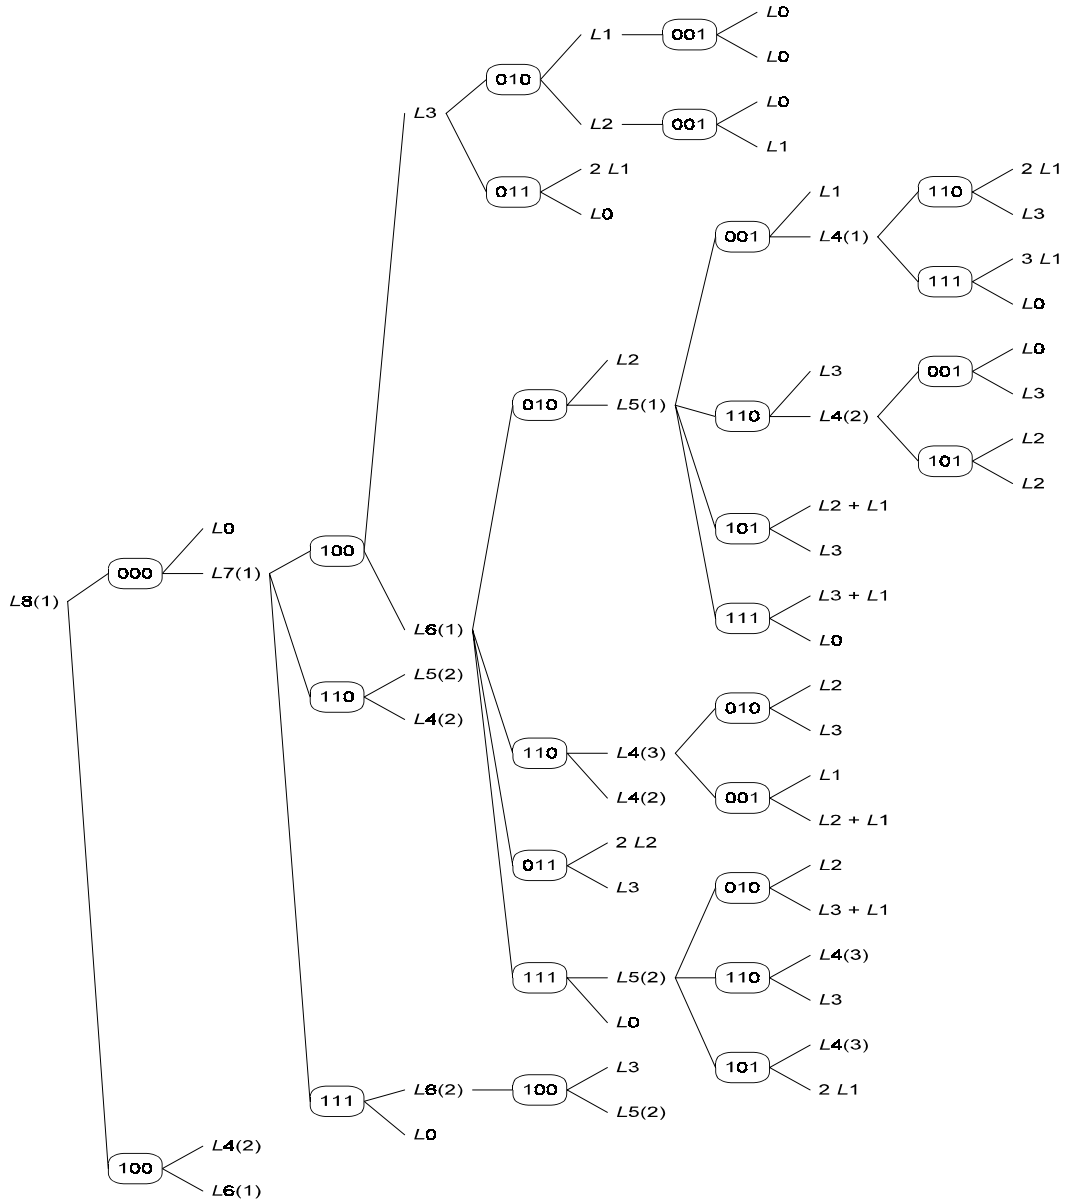 L0
L1
001
010
L0
L3
L0
L2
001
L1
2 L1
011
L0
2 L1
L1
110
001
L4(1)
L3
3 L1
111
L0
L0
L2
L3
001
010
L5(1)
110
L4(2)
L3
L2
101
L2
L2 + L1
L0
101
100
L3
000
L7(1)
L8(1)
L3 + L1
111
L6(1)
L0
L5(2)
L2
110
010
L4(2)
L3
110
L4(3)
L1
L4(2)
001
L2 + L1
2 L2
L2
011
010
L3
L3 + L1
L4(3)
111
L5(2)
110
L3
L0
L4(3)
L3
101
L6(2)
100
2 L1
111
L5(2)
L0
L4(2)
100
L6(1)